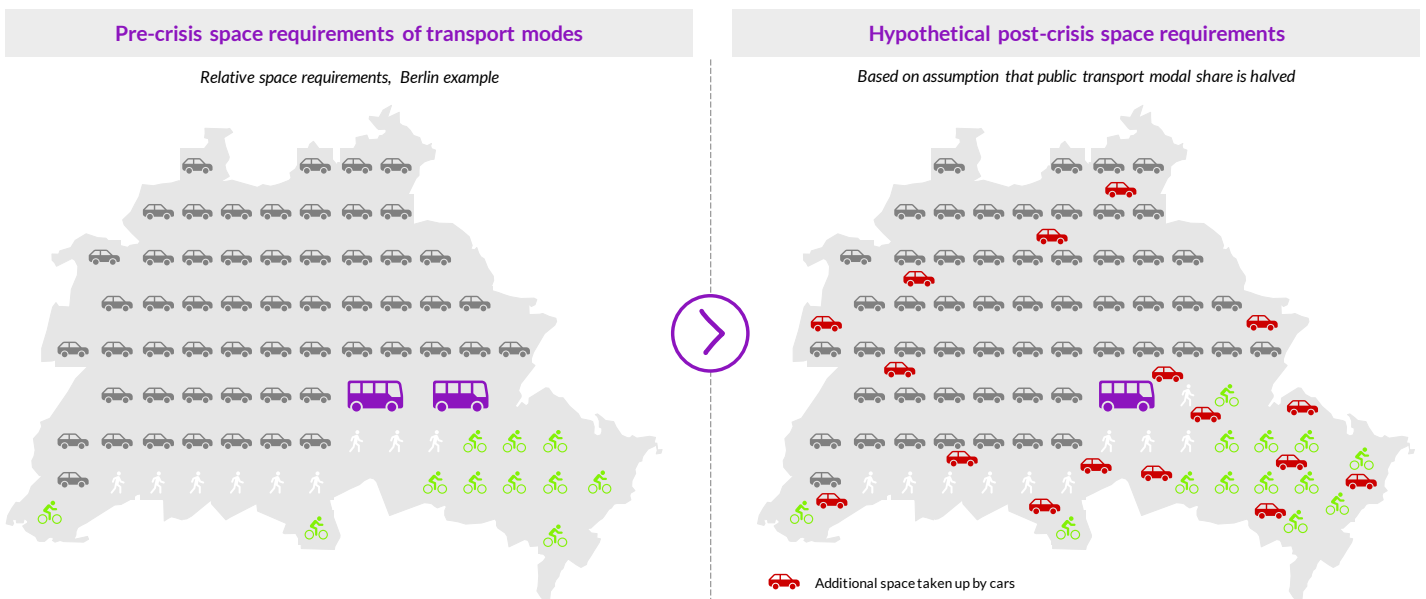 Pre-crisis space requirements of transport modes
Relative space requirements, Berlin example
Hypothetical post-crisis space requirements
Based on assumption that public transport modal share is halved
Additional space taken up by cars